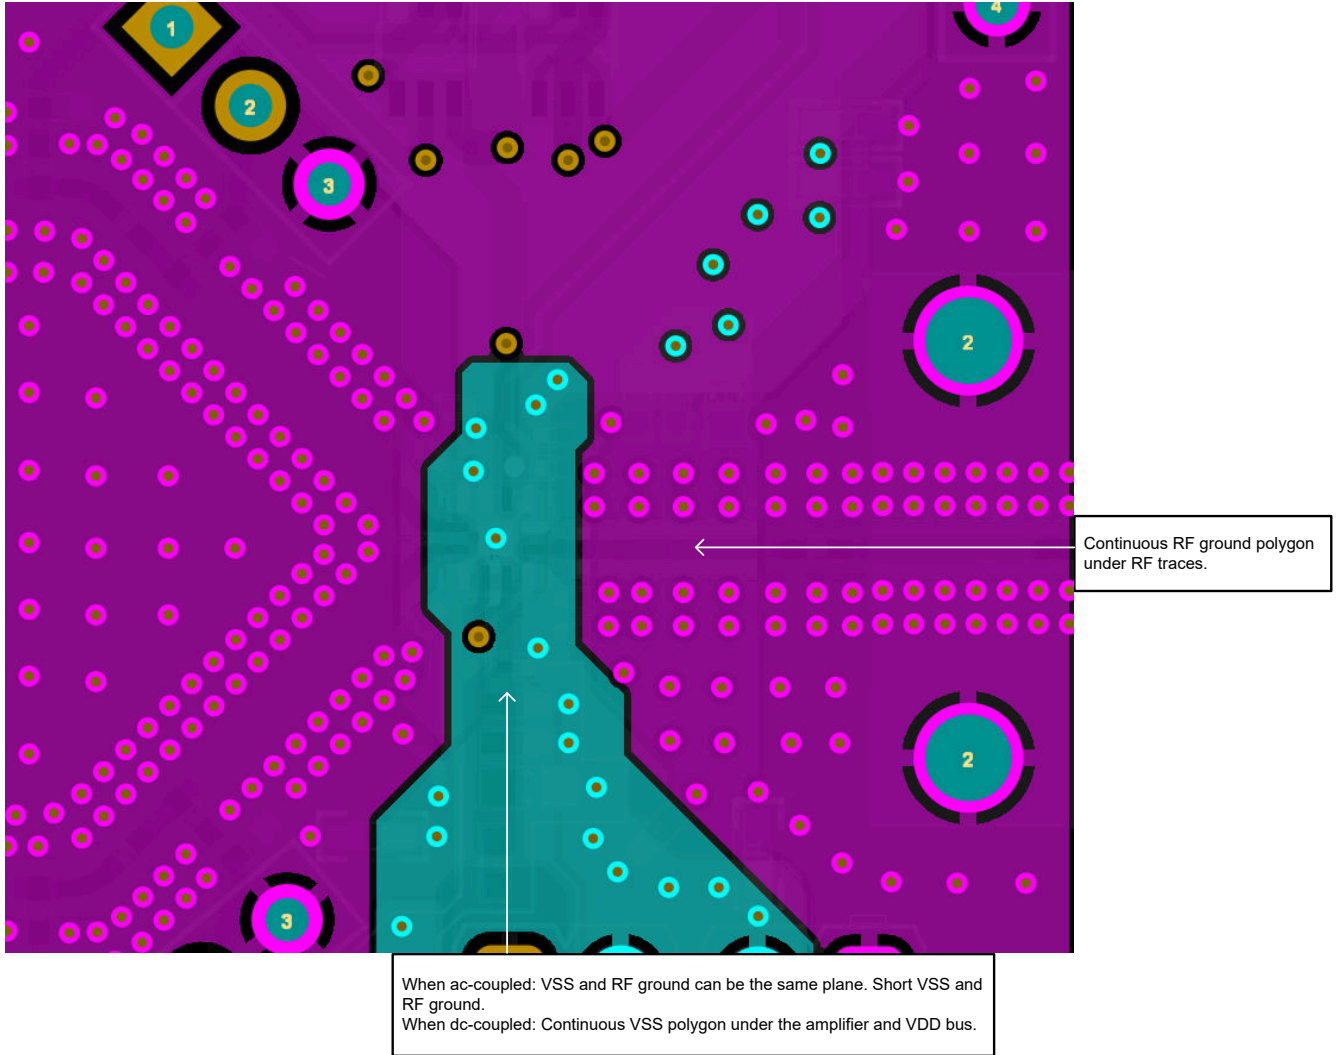 1
4
2
3
2
Continuous RF ground polygon
under RF traces.
2
3
When ac-coupled: VSS and RF ground can be the same plane. Short VSS and
RF ground.
When dc-coupled: Continuous VSS polygon under the amplifier and VDD bus.